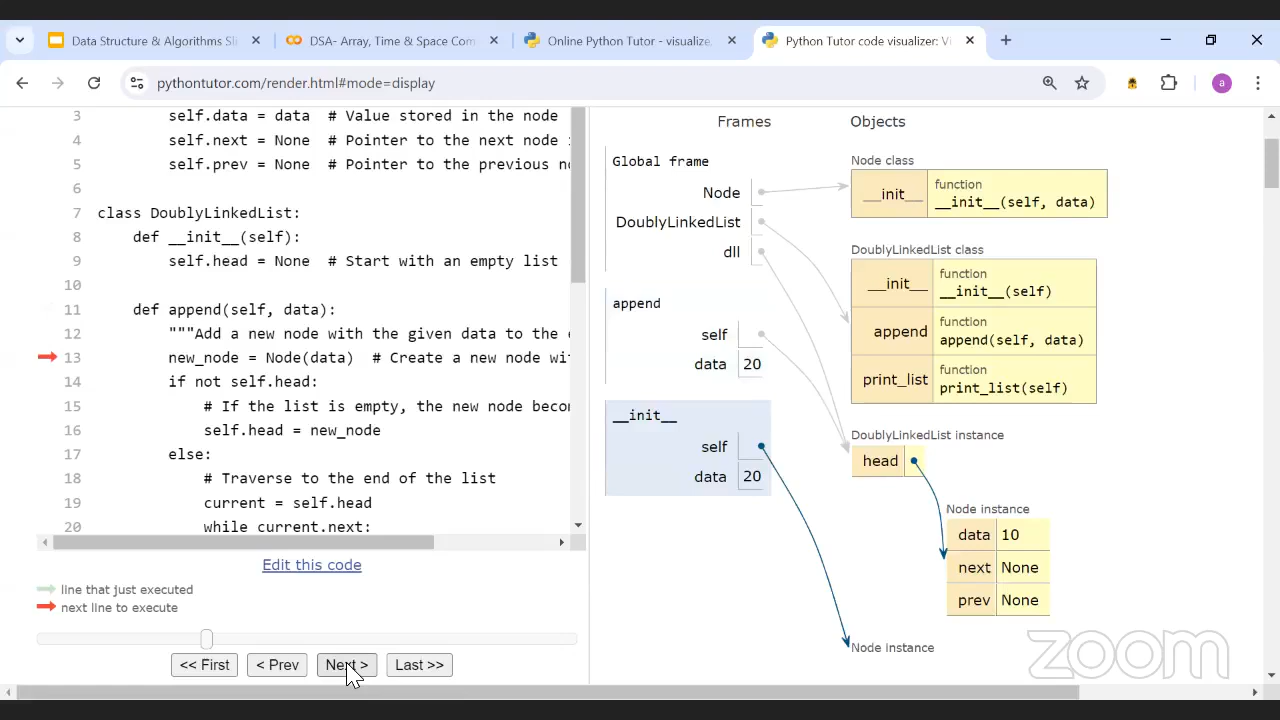 Data Structure & Algorithms Sli
DSA- Array, Time & Space Com
Online Python Tutor - visualize
Python Tutor code visualizer: Vi
pythontutor.com/render.html#mode=display
a
3 self.data = data # Value stored in the node
4 self.next = None # Pointer to the next node
5 self.prev = None # Pointer to the previous no
6
7 class DoublyLinkedList:
8 def __init__(self):
9 self.head = None # Start with an empty list
10
11 def append(self, data):
12 """Add a new node with the given data to the e
13 new_node = Node(data) # Create a new node wi
14 if not self.head:
15 # If the list is empty, the new node becom
16 self.head = new_node
17 else:
18 # Traverse to the end of the list
19 current = self.head
20 while current.next:
Edit this code
line that just executed
next line to execute
<< First
< Prev
Next >
Last >>
Frames
Objects
Global frame
Node
DoublyLinkedList
dll
append
self
data 20
__init__
self
data 20
Node class
__init__ function
__init__(self, data)
DoublyLinkedList class
__init__ function
__init__(self)
append function
append(self, data)
print_list function
print_list(self)
DoublyLinkedList instance
head
Node instance
data 10
next None
prev None
Node instance
zoom